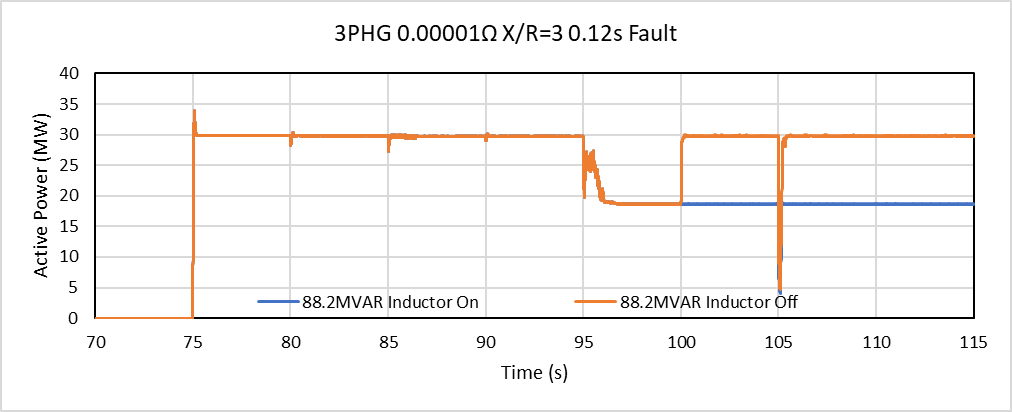 3PHG 0.00001Ω X/R=3 0.12s Fault
40
35
30
25
20
15
10
5
0
Active Power (MW)
88.2MVAR Inductor On
88.2MVAR Inductor Off
70 75 80 85 90 95 100 105 110 115
Time (s)